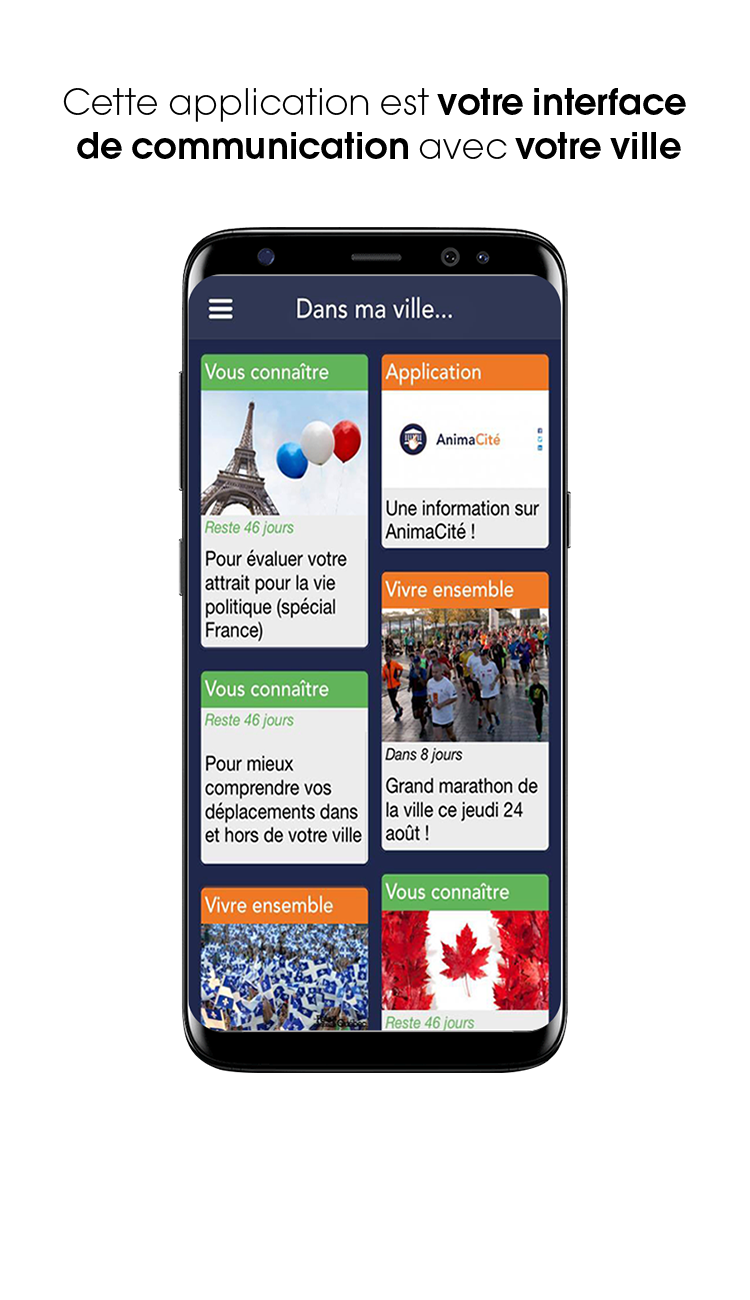 Cette application est votre interface
de communication avec votre ville
Dans ma ville...
Vous connaître
Reste 46 jours
Pour évaluer votre
attrait pour la vie
politique (spécial
France)
Vous connaître
Reste 46 jours
Pour mieux
comprendre vos
déplacements dans
et hors de votre ville
Vivre ensemble
Application
AnimaCité
Une information sur
AnimaCité !
Vivre ensemble
Dans 8 jours
Grand marathon de
la ville ce jeudi 24
août !
Vous connaître
Reste 46 jours